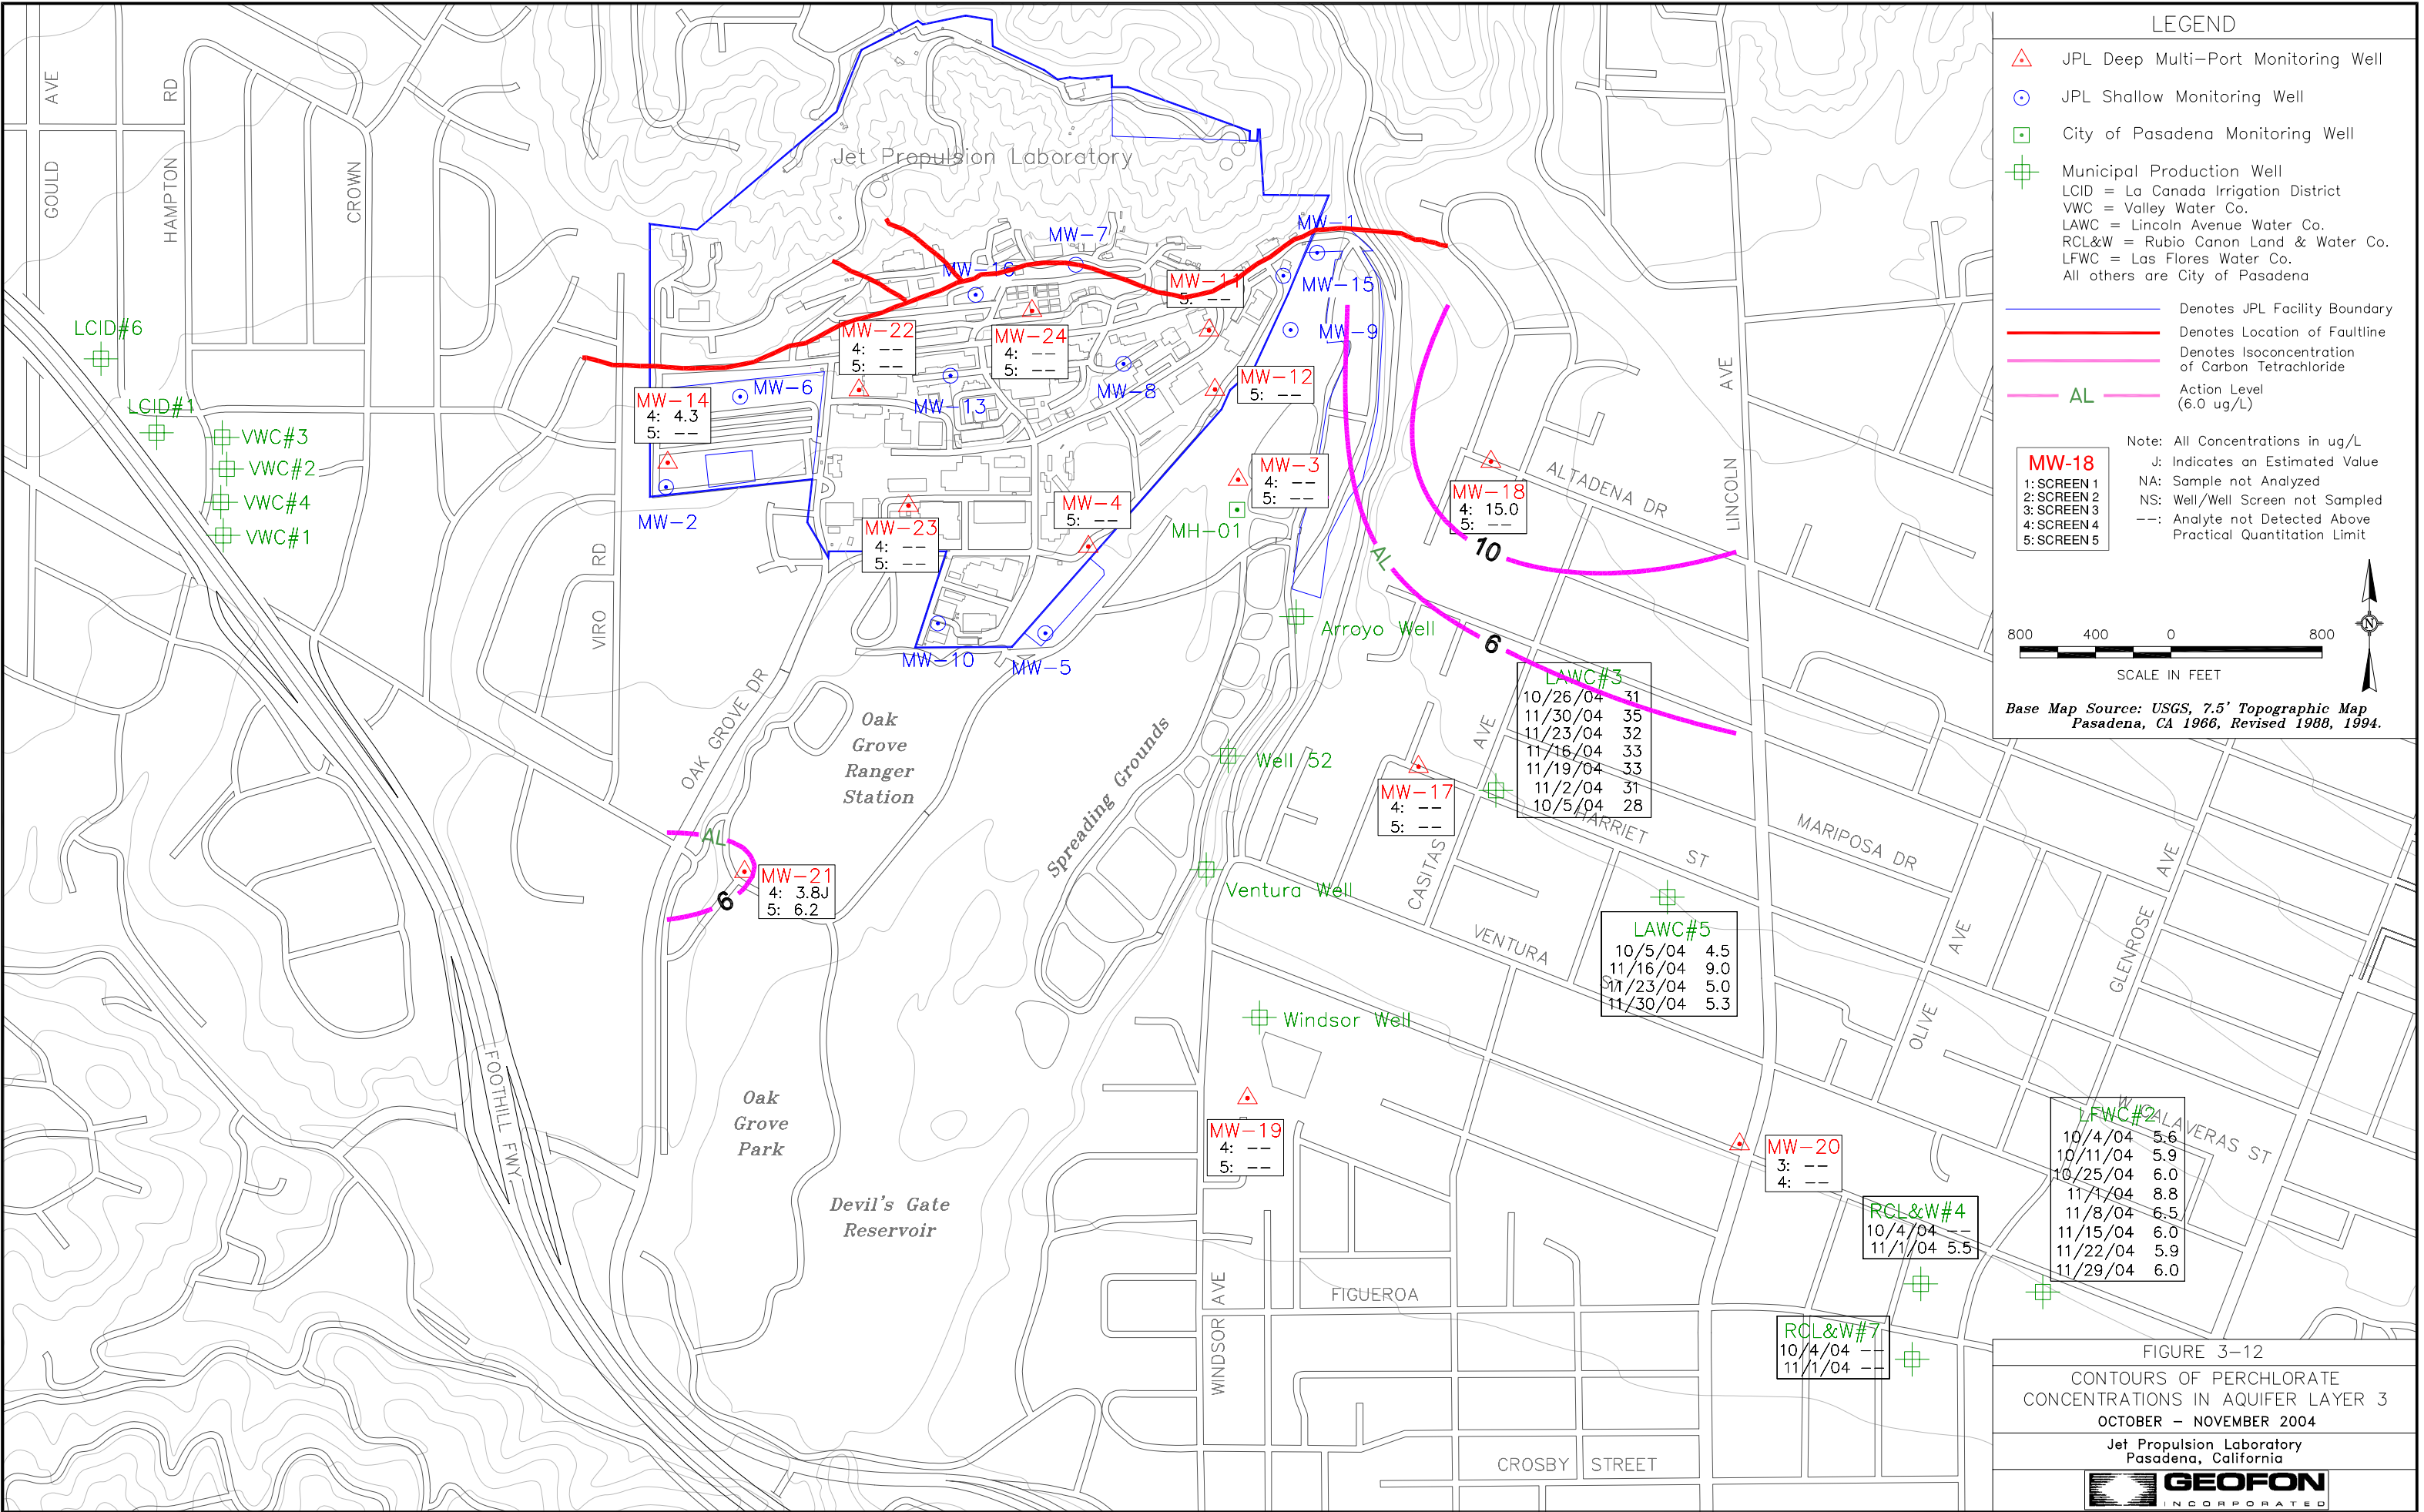 LEGEND
JPL Deep Multi-Port Monitoring Well
JPL Shallow Monitoring Well
City of Pasadena Monitoring Well
Municipal Production Well
LCID = La Canada Irrigation District
VWC = Valley Water Co.
LAWC = Lincoln Avenue Water Co.
RCL&W = Rubio Canon Land & Water Co.
LFWC = Las Flores Water Co.
All others are City of Pasadena
Denotes JPL Facility Boundary
Denotes Location of Faultline
Denotes Isoconcentration
of Carbon Tetrachloride
AL
Action Level
(6.0 ug/L)
Note: All Concentrations in ug/L
J: Indicates an Estimated Value
NA: Sample not Analyzed
NS: Well/Well Screen not Sampled
--: Analyte not Detected Above
Practical Quantitation Limit
MW-18
1: SCREEN 1
2: SCREEN 2
3: SCREEN 3
4: SCREEN 4
5: SCREEN 5
N
800 400 0 800
SCALE IN FEET
Base Map Source: USGS, 7.5' Topographic Map
Pasadena, CA 1966, Revised 1988, 1994.
GOULD AVE
HAMPTON RD
CROWN
Jet Propulsion Laboratory
MW-1
MW-7
MW-16
MW-15
MW-11
5: --
MW-9
LCID#6
LCID#1
VWC#3
VWC#2
VWC#4
VWC#1
MW-22
4: --
5: --
MW-24
4: --
5: --
MW-14
4: 4.3
5: --
MW-6
MW-13
MW-8
MW-12
5: --
MW-2
MW-23
4: --
5: --
MW-4
5: --
MW-3
4: --
5: --
MH-01
MW-18
4: 15.0
5: --
ALTADENA DR
LINCOLN AVE
AL
10
6
VIRO RD
MW-10
MW-5
Arroyo Well
OAK GROVE DR
Oak
Grove
Ranger
Station
Spreading Grounds
Well 52
LAWC#3
10/26/04 31
11/30/04 35
11/23/04 32
11/16/04 33
11/19/04 33
11/2/04 31
10/5/04 28
MW-17
4: --
5: --
CASITAS AVE
HARRIET ST
MARIPOSA DR
AL
6
MW-21
4: 3.8J
5: 6.2
Ventura Well
VENTURA ST
LAWC#5
10/5/04 4.5
11/16/04 9.0
11/23/04 5.0
11/30/04 5.3
OLIVE AVE
GLENROSE AVE
Windsor Well
FOOTHILL FWY
Oak
Grove
Park
Devil's Gate
Reservoir
MW-19
4: --
5: --
MW-20
3: --
4: --
W CALAVERAS ST
LFWC#2
10/4/04 5.6
10/11/04 5.9
10/25/04 6.0
11/1/04 8.8
11/8/04 6.5
11/15/04 6.0
11/22/04 5.9
11/29/04 6.0
RCL&W#4
10/4/04 --
11/1/04 5.5
RCL&W#7
10/4/04 --
11/1/04 --
WINDSOR AVE
FIGUEROA
CROSBY STREET
FIGURE 3-12
CONTOURS OF PERCHLORATE
CONCENTRATIONS IN AQUIFER LAYER 3
OCTOBER - NOVEMBER 2004
Jet Propulsion Laboratory
Pasadena, California
GEOFON
INCORPORATED